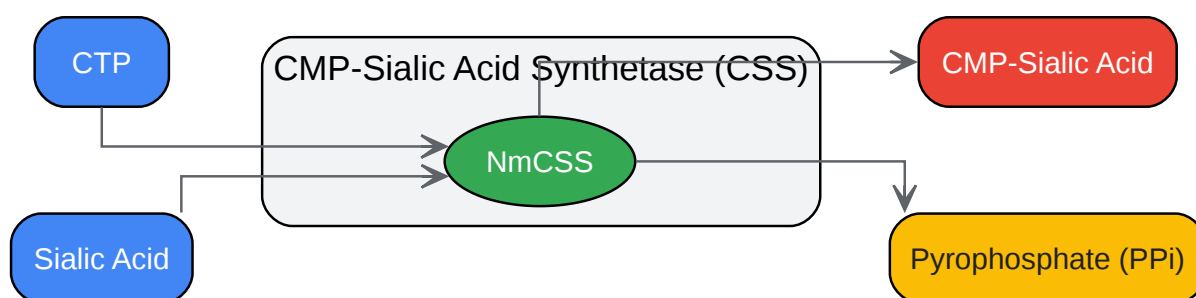 CTP
CMP-Sialic Acid Synthetase (CSS)
CMP-Sialic Acid
NmCSS
Sialic Acid
Pyrophosphate (PPi)